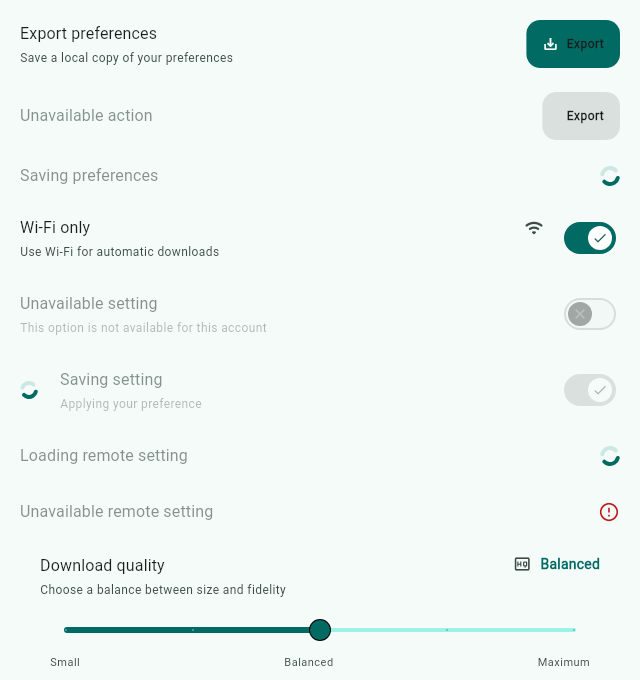 Export preferences
Save a local copy of your preferences
Export
Unavailable action
Export
Saving preferences
Wi-Fi only
Use Wi-Fi for automatic downloads
Unavailable setting
This option is not available for this account
Saving setting
Applying your preference
Loading remote setting
Unavailable remote setting
Download quality
HQ
Balanced
Choose a balance between size and fidelity
Small
Balanced
Maximum